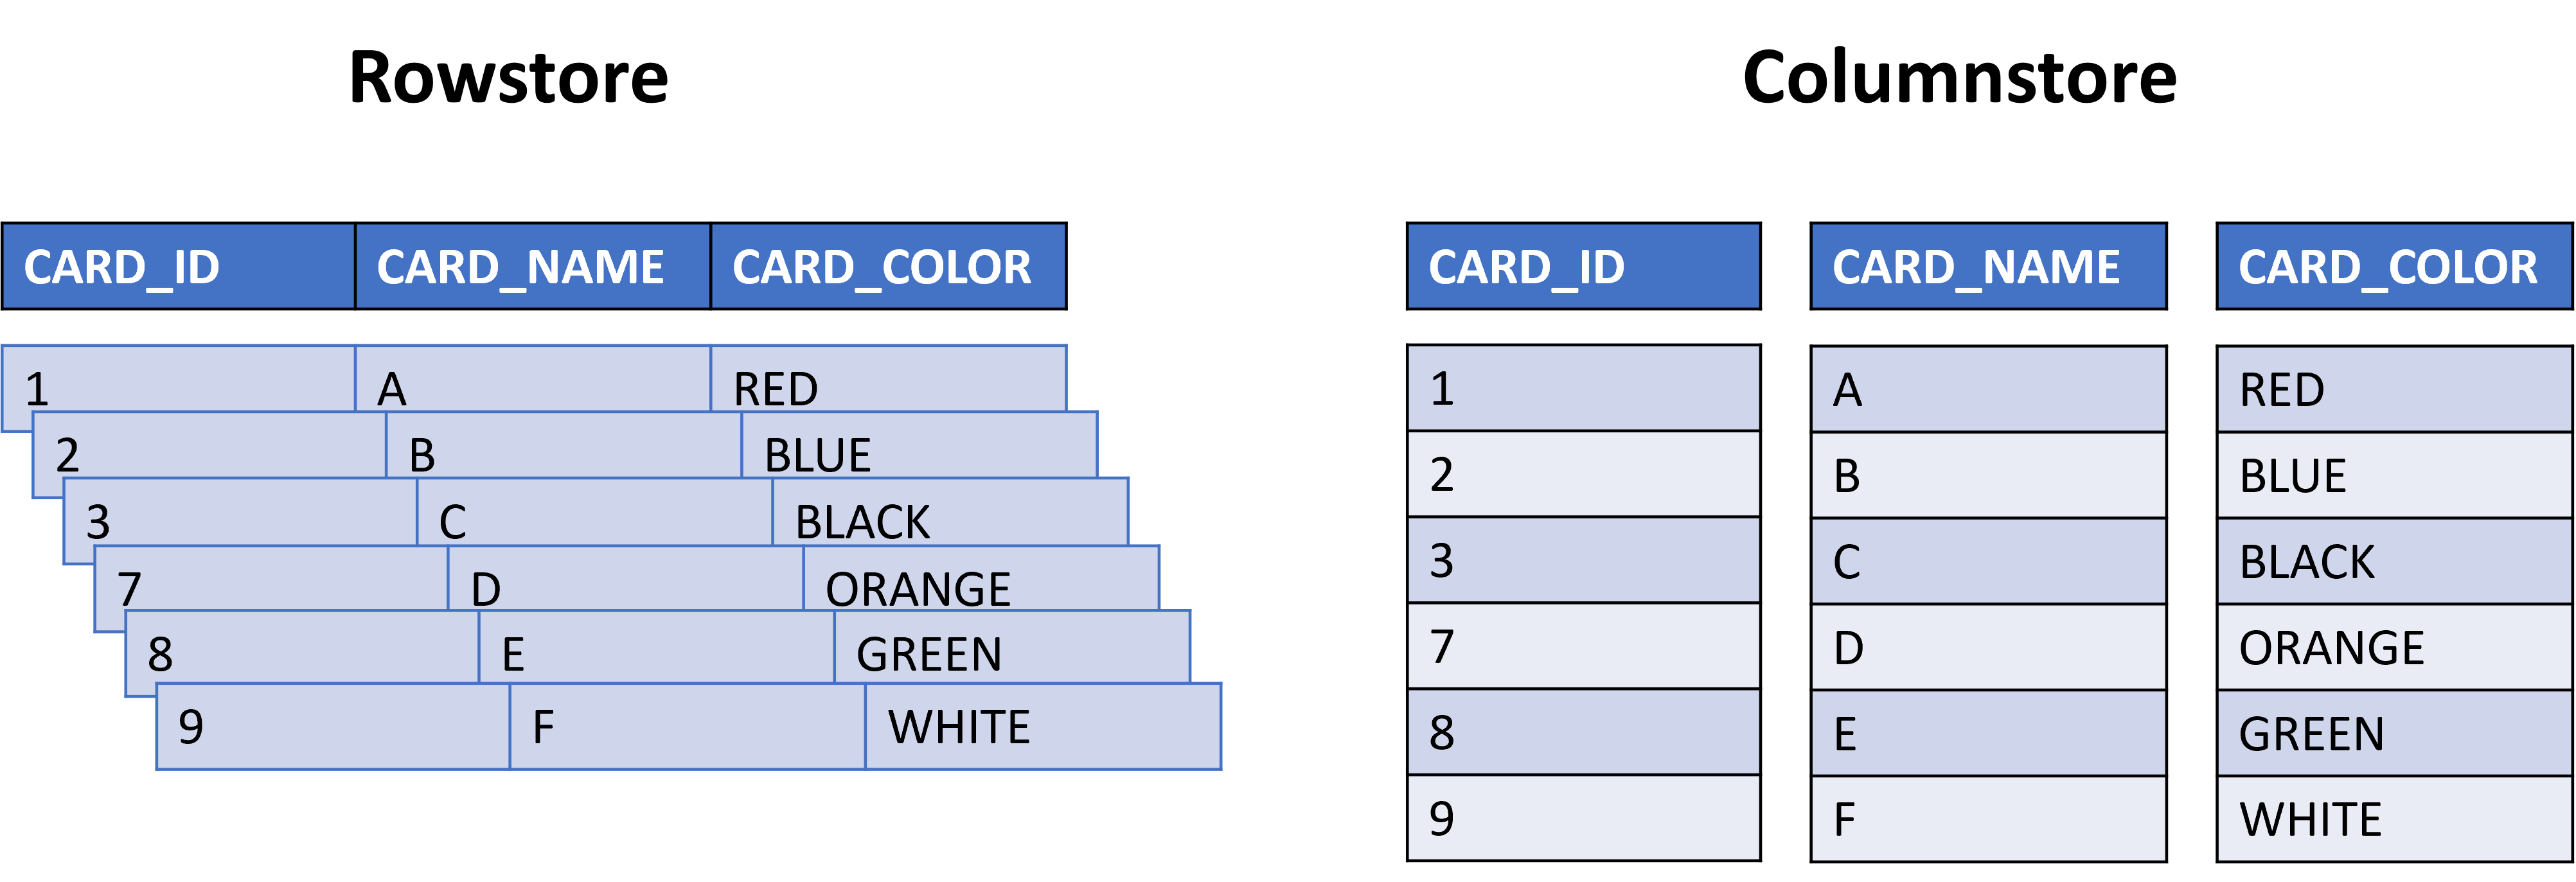 Rowstore
CARD_ID CARD_NAME CARD_COLOR
1 A RED
2 B BLUE
3 C BLACK
7 D ORANGE
8 E GREEN
9 F WHITE
Columnstore
CARD_ID CARD_NAME CARD_COLOR
1 A RED
2 B BLUE
3 C BLACK
7 D ORANGE
8 E GREEN
9 F WHITE